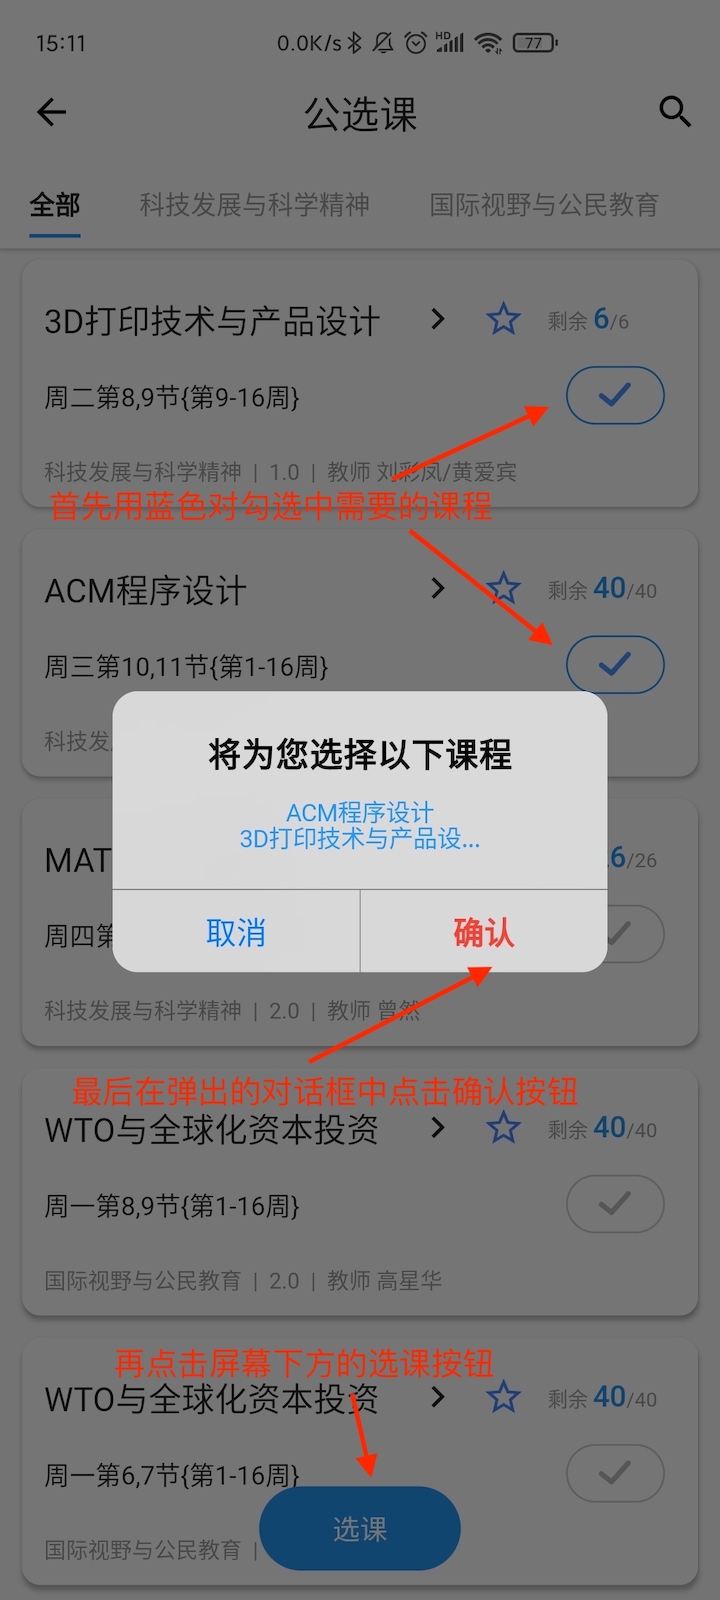 15:11
0.0K/s
HD
77
公选课
全部
科技发展与科学精神
国际视野与公民教育
3D打印技术与产品设计
剩余 6/6
周二第8,9节{第9-16周}
科技发展与科学精神 | 1.0 | 教师 刘彩凤/黄爱宾
首先用蓝色对勾选中需要的课程
ACM程序设计
剩余 40/40
周三第10,11节{第1-16周}
科技发
将为您选择以下课程
ACM程序设计
3D打印技术与产品设...
MAT
6/26
周四第
取消
确认
科技发展与科学精神 | 2.0 | 教师 曾然
最后在弹出的对话框中点击确认按钮
WTO与全球化资本投资
剩余 40/40
周一第8,9节{第1-16周}
国际视野与公民教育 | 2.0 | 教师 高星华
再点击屏幕下方的选课按钮
WTO与全球化资本投资
剩余 40/40
周一第6,7节{第1-16周}
选课
国际视野与公民教育 |